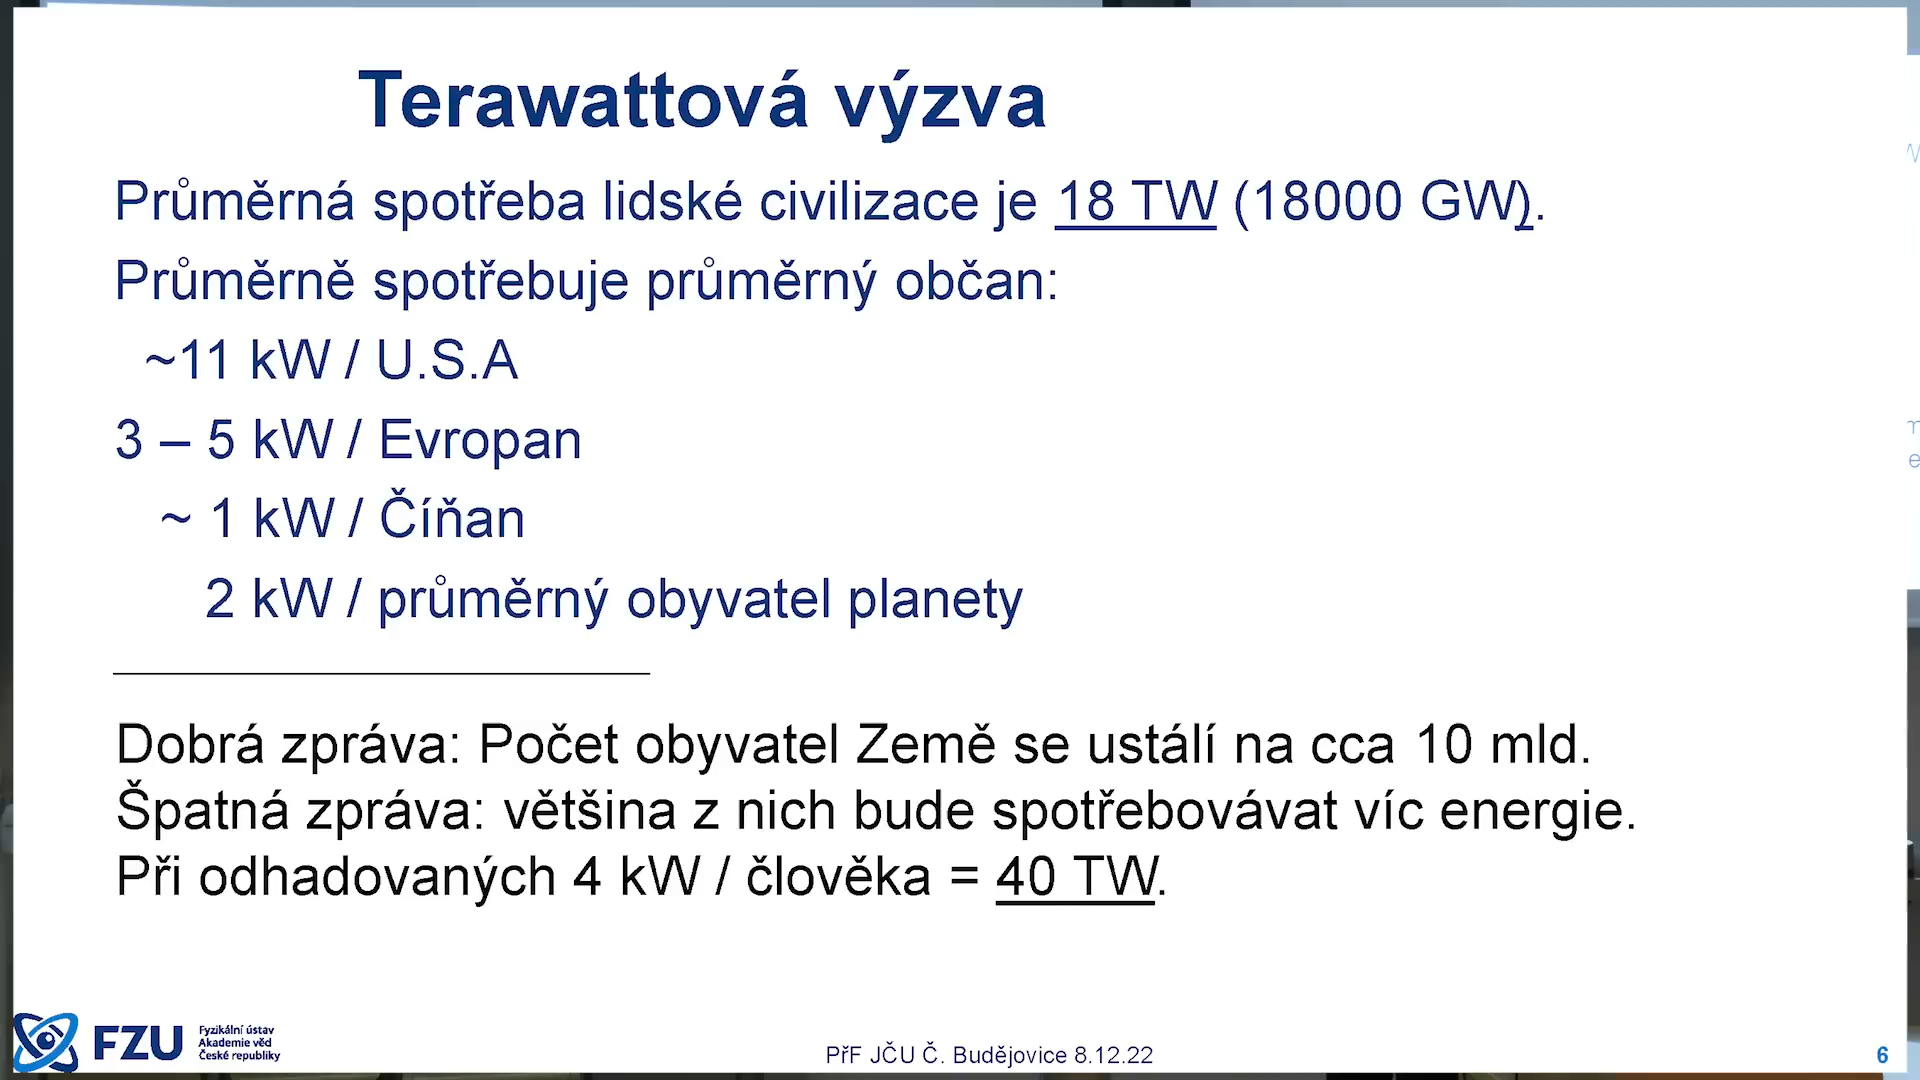 Terawattová výzva
Průměrná spotřeba lidské civilizace je 18 TW (18000 GW).
Průměrně spotřebuje průměrný občan:
~11 kW / U.S.A
3 – 5 kW / Evropan
~ 1 kW / Číňan
2 kW / průměrný obyvatel planety
Dobrá zpráva: Počet obyvatel Země se ustálí na cca 10 mld.
Špatná zpráva: většina z nich bude spotřebovávat víc energie.
Při odhadovaných 4 kW / člověka = 40 TW.
FZU
Fyzikální ústav
Akademie věd
České republiky
PřF JČU Č. Budějovice 8.12.22
6